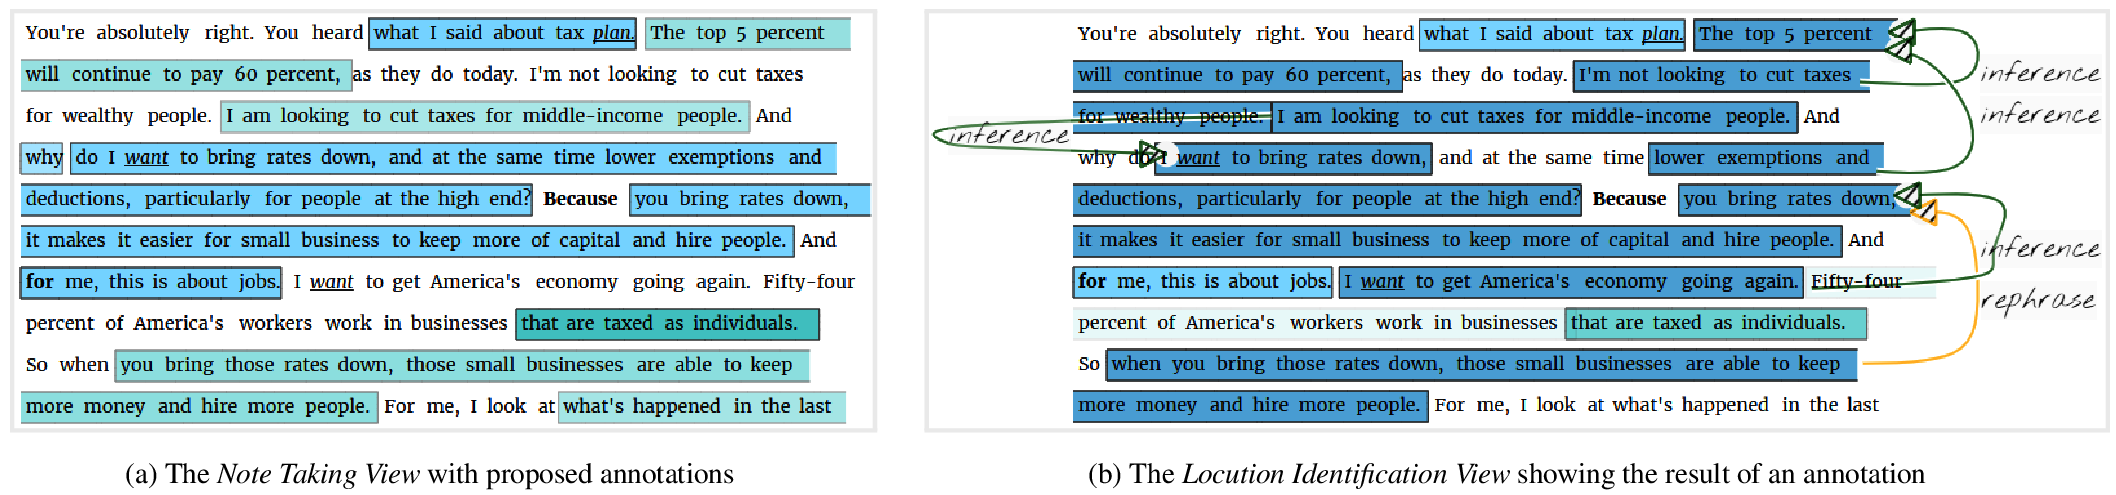 You're absolutely right. You heard what I said about tax plan. The top 5 percent
will continue to pay 60 percent, as they do today. I'm not looking to cut taxes
for wealthy people. I am looking to cut taxes for middle-income people. And
why do I want to bring rates down, and at the same time lower exemptions and
deductions, particularly for people at the high end? Because you bring rates down,
it makes it easier for small business to keep more of capital and hire people. And
for me, this is about jobs. I want to get America's economy going again. Fifty-four
percent of America's workers work in businesses that are taxed as individuals.
So when you bring those rates down, those small businesses are able to keep
more money and hire more people. For me, I look at what's happened in the last
(a) The Note Taking View with proposed annotations
You're absolutely right. You heard what I said about tax plan. The top 5 percent
will continue to pay 60 percent, as they do today. I'm not looking to cut taxes
inference
for wealthy people. I am looking to cut taxes for middle-income people. And
inference
inference
why do I want to bring rates down, and at the same time lower exemptions and
deductions, particularly for people at the high end? Because you bring rates down,
it makes it easier for small business to keep more of capital and hire people. And
inference
for me, this is about jobs. I want to get America's economy going again. Fifty-four
rephrase
percent of America's workers work in businesses that are taxed as individuals.
So when you bring those rates down, those small businesses are able to keep
more money and hire more people. For me, I look at what's happened in the last
(b) The Locution Identification View showing the result of an annotation